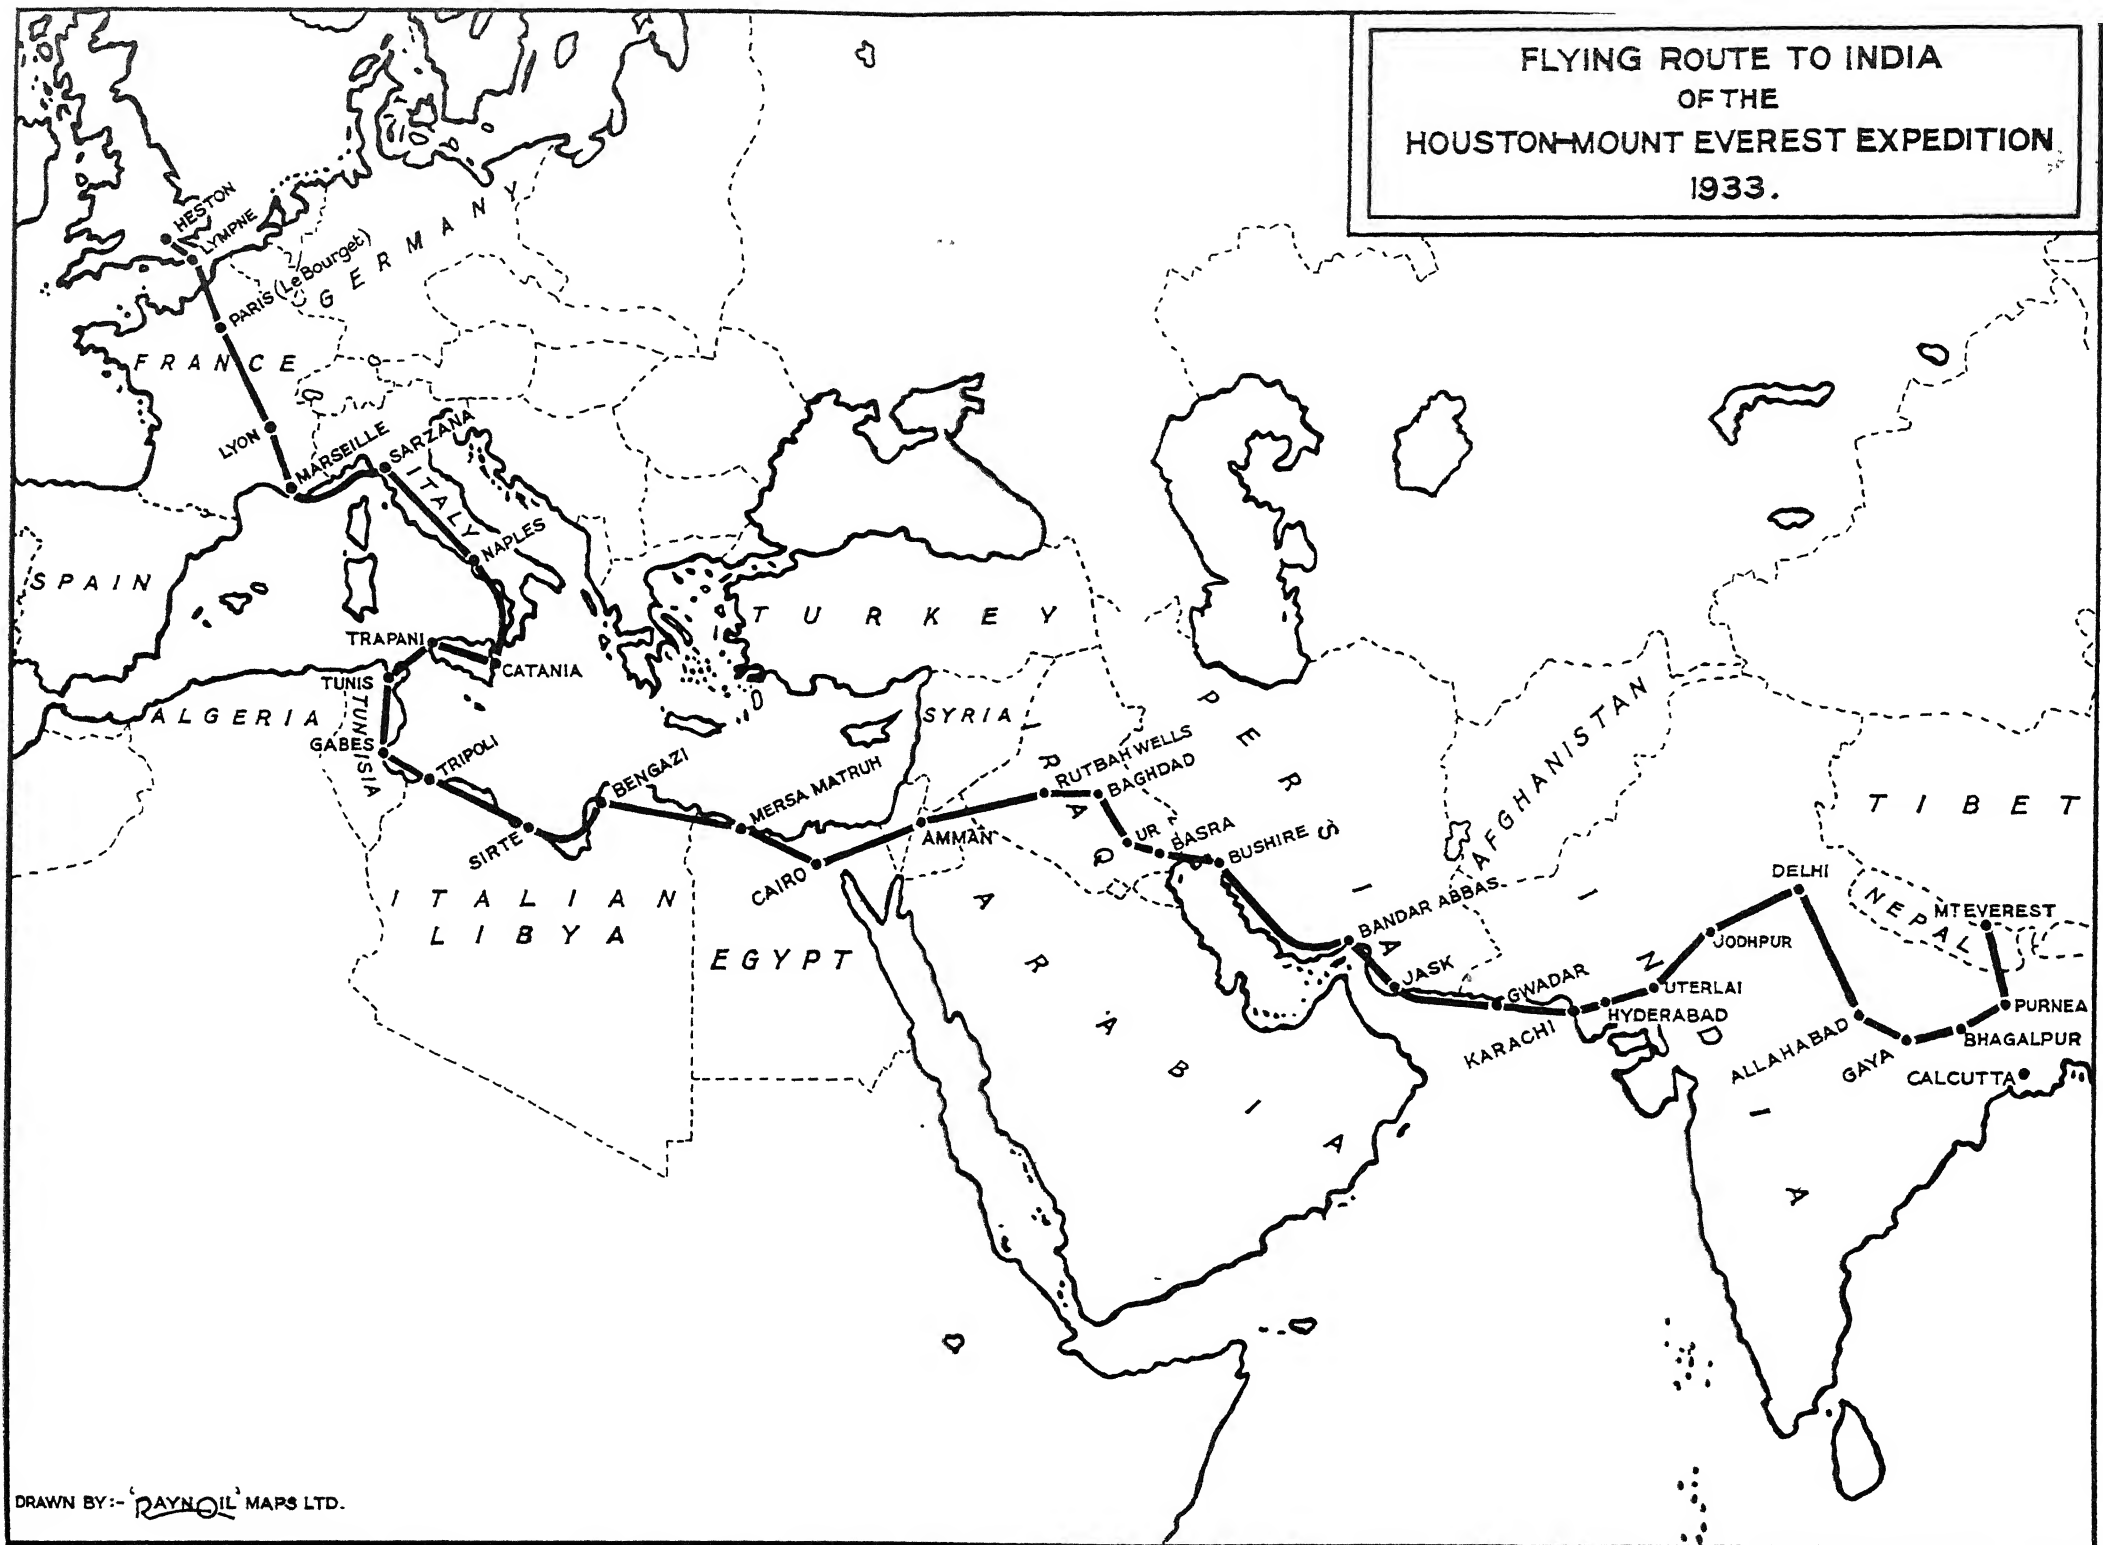 FLYING ROUTE TO INDIA
OF THE
HOUSTON-MOUNT EVEREST EXPEDITION
1933.
HESTON
LYMPNE
PARIS (Le Bourget)
GERMANY
FRANCE
LYON
MARSEILLE
SARZANA
ITALY
NAPLES
SPAIN
TRAPANI
CATANIA
TUNIS
TUNISIA
ALGERIA
GABES
TRIPOLI
SIRTE
BENGAZI
MERSA MATRUH
CAIRO
ITALIAN
LIBYA
EGYPT
TURKEY
SYRIA
IRAQ
AMMAN
RUTBAH WELLS
BAGHDAD
UR
BASRA
BUSHIRE
PERSIA
ARABIA
BANDAR ABBAS
JASK
GWADAR
KARACHI
HYDERABAD
UTERLAI
JODHPUR
DELHI
AFGHANISTAN
INDIA
TIBET
NEPAL
MT EVEREST
PURNEA
BHAGALPUR
GAYA
ALLAHABAD
CALCUTTA
DRAWN BY:- 'RAYNOIL' MAPS LTD.